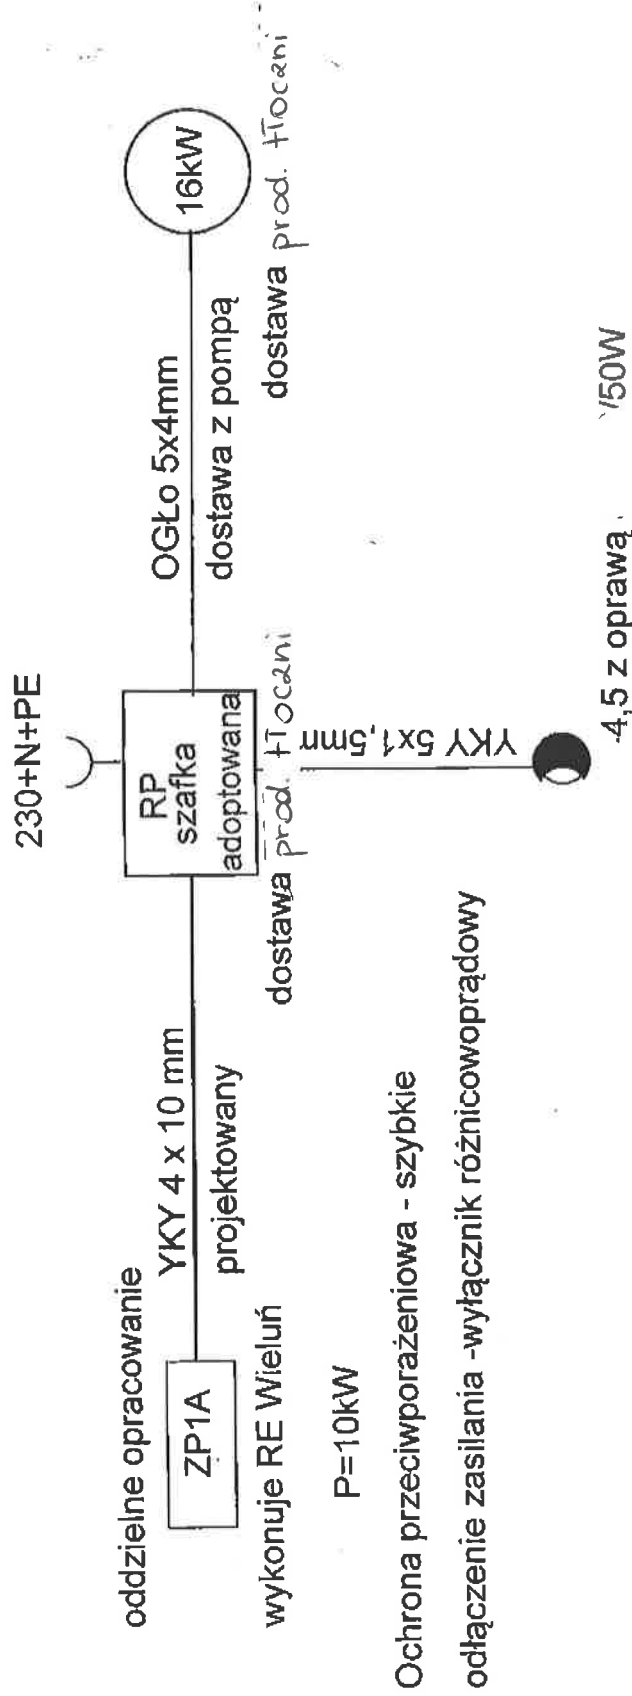 230+N+PE
oddzielne opracowanie
ZP1A
wykonuje RE Wieluń
YKY 4 x 10 mm
projektowany
RP
szafka
adoptowana
dostawa prod. tłoczni
OGŁo 5x4mm
dostawa z pompą
16kW
dostawa prod. tłoczni
YKY 5x1,5mm
P=10kW
Ochrona przeciwporażeniowa - szybkie
odłączenie zasilania -wyłącznik różnicowoprądowy
-4,5 z oprawą
50W